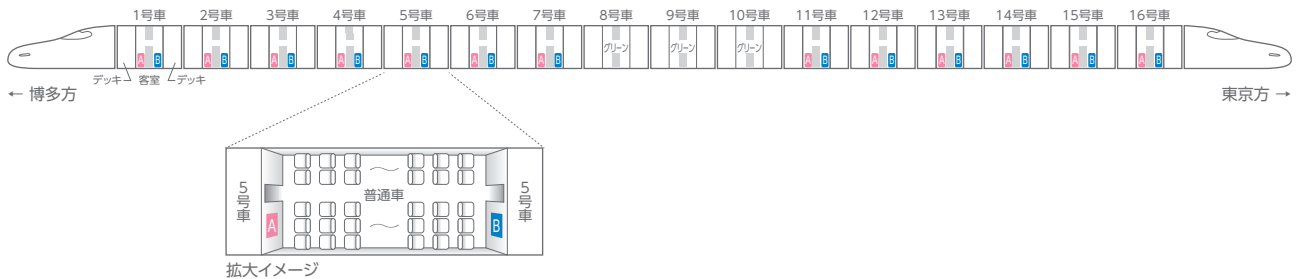 1号車 2号車 3号車 4号車 5号車 6号車 7号車 8号車 9号車 10号車 11号車 12号車 13号車 14号車 15号車 16号車
A B A B A B A B A B A B A B グリーン グリーン グリーン A B A B A B A B A B A B
デッキ 客室 デッキ
← 博多方
東京方 →
5号車
A
普通車
B
5号車
拡大イメージ